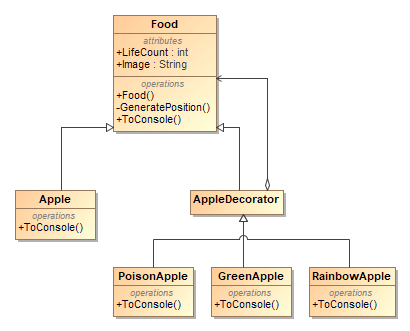 Food
attributes
+LifeCount : int
+Image : String
operations
+Food()
-GeneratePosition()
+ToConsole()
Apple
operations
+ToConsole()
AppleDecorator
PoisonApple
operations
+ToConsole()
GreenApple
operations
+ToConsole()
RainbowApple
operations
+ToConsole()